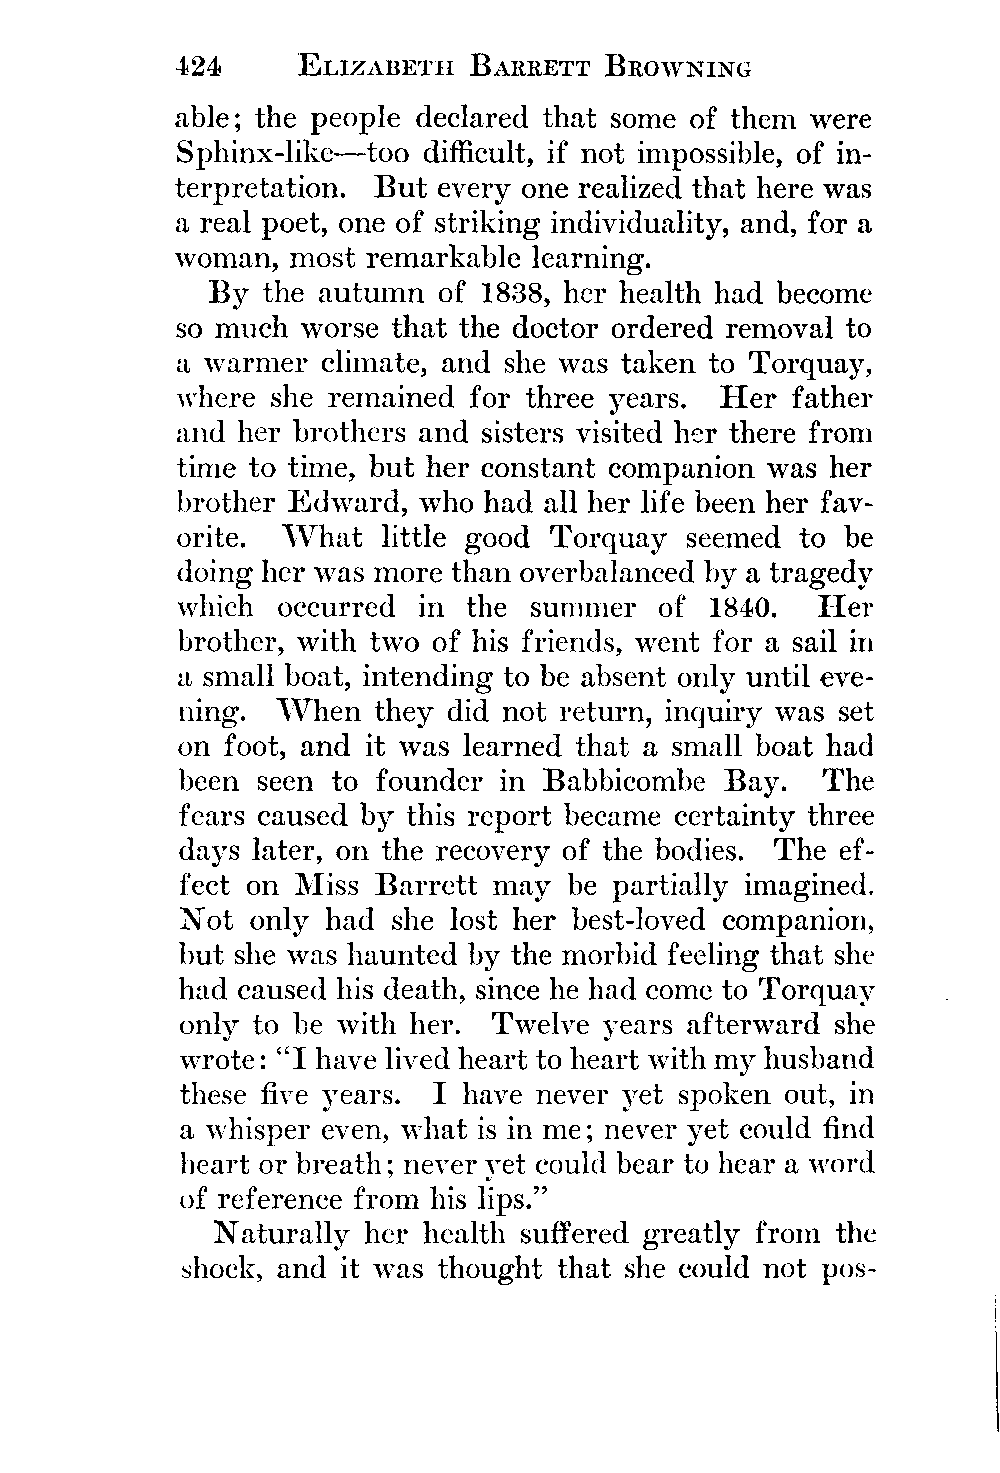 424 ELIZABETH BARRETT BROWNING
able; the people declared that some of them were
Sphinx-like—too difficult, if not impossible, of in-
terpretation. But every one realized that here was
a real poet, one of striking individuality, and, for a
woman, most remarkable learning.
By the autumn of 1838, her health had become
so much worse that the doctor ordered removal to
a warmer climate, and she was taken to Torquay,
where she remained for three years. Her father
and her brothers and sisters visited her there from
time to time, but her constant companion was her
brother Edward, who had all her life been her fav-
orite. What little good Torquay seemed to be
doing her was more than overbalanced by a tragedy
which occurred in the summer of 1840. Her
brother, with two of his friends, went for a sail in
a small boat, intending to be absent only until eve-
ning. When they did not return, inquiry was set
on foot, and it was learned that a small boat had
been seen to founder in Babbicombe Bay. The
fears caused by this report became certainty three
days later, on the recovery of the bodies. The ef-
fect on Miss Barrett may be partially imagined.
Not only had she lost her best-loved companion,
but she was haunted by the morbid feeling that she
had caused his death, since he had come to Torquay
only to be with her. Twelve years afterward she
wrote: “I have lived heart to heart with my husband
these five years. I have never yet spoken out, in
a whisper even, what is in me; never yet could find
heart or breath; never yet could bear to hear a word
of reference from his lips.”
Naturally her health suffered greatly from the
shock, and it was thought that she could not pos-